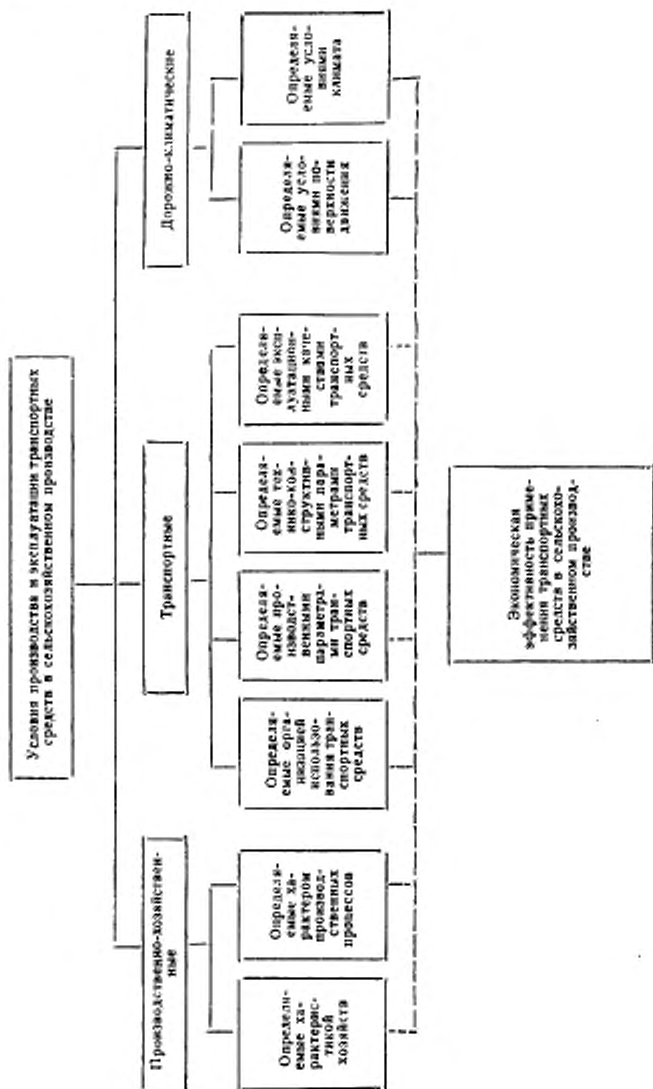 Условия производства и эксплуатации транспортных
средств в сельскохозяйственном производстве
Производственно-хозяйствен-
ные
Транспортные
Дорожно-климатические
Определя-
емые ха-
рактерис-
тикой
хозяйств
Определя-
емые ха-
рактером
производ-
ственных
процессов
Определя-
емые орга-
низацией
использо-
вания тран-
спортных
средств
Определя-
емые про-
изводст-
венными
параметра-
ми тран-
спортных
средств
Определя-
емые тех-
нико-кон-
структив-
ными пара-
метрами
транспорт-
ных средств
Определя-
емые эксп-
луатацион-
ными каче-
ствами
транспорт-
ных
средств
Определя-
емые усло-
виями по-
верхности
движения
Определя-
емые усло-
виями
климата
Экономическая
эффективность приме-
нения транспортных
средств в сельскохо-
зяйственном производ-
стве